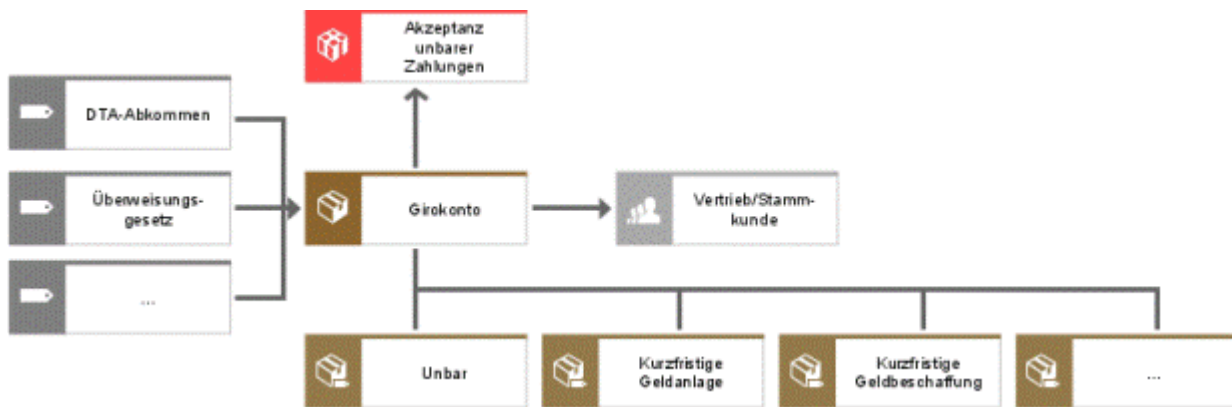 Akzeptanz
unbarer
Zahlungen
DTA-Abkommen
Überweisungs-
gesetz
Girokonto
Vertrieb/Stamm-
kunde
...
Unbar
Kurzfristige
Geldanlage
Kurzfristige
Geldbeschaffung
...